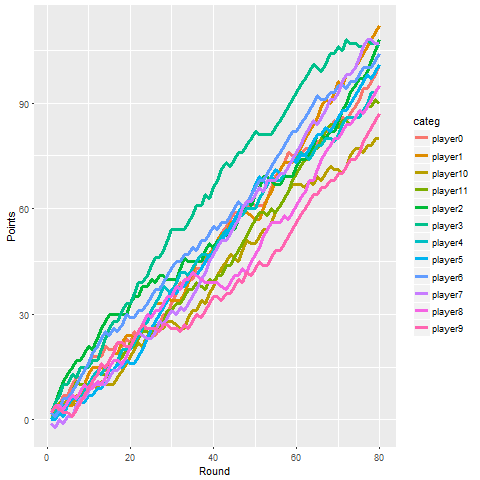 Points
90
60
30
0
0
20
40
60
80
Round
categ
player0
player1
player10
player11
player2
player3
player4
player5
player6
player7
player8
player9